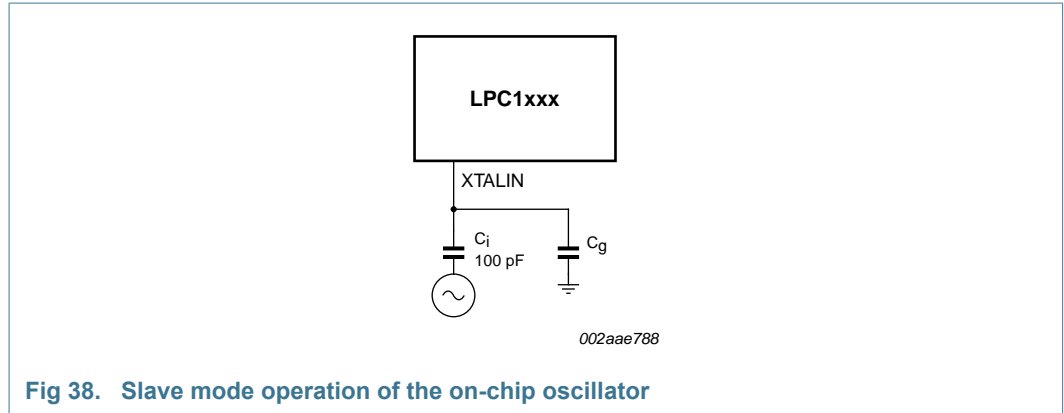 LPC1xxx
XTALIN
Ci
100 pF
Cg
002aae788
Fig 38. Slave mode operation of the on-chip oscillator